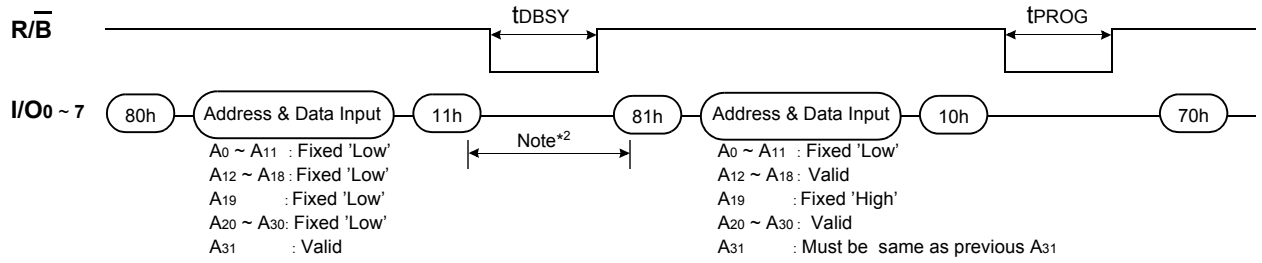 tDBSY tPROG
R/B
I/O0 ~ 7 80h Address & Data Input 11h 81h Address & Data Input 10h 70h
Note*2
A0 ~ A11 : Fixed 'Low' A0 ~ A11 : Fixed 'Low'
A12 ~ A18 : Fixed 'Low' A12 ~ A18 : Valid
A19 : Fixed 'Low' A19 : Fixed 'High'
A20 ~ A30: Fixed 'Low' A20 ~ A30 : Valid
A31 : Valid A31 : Must be same as previous A31